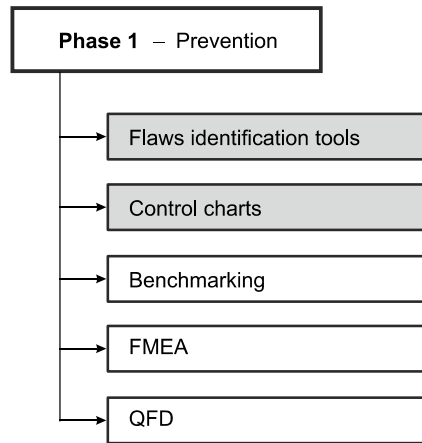 Phase 1 – Prevention
Flaws identification tools
Control charts
Benchmarking
FMEA
QFD